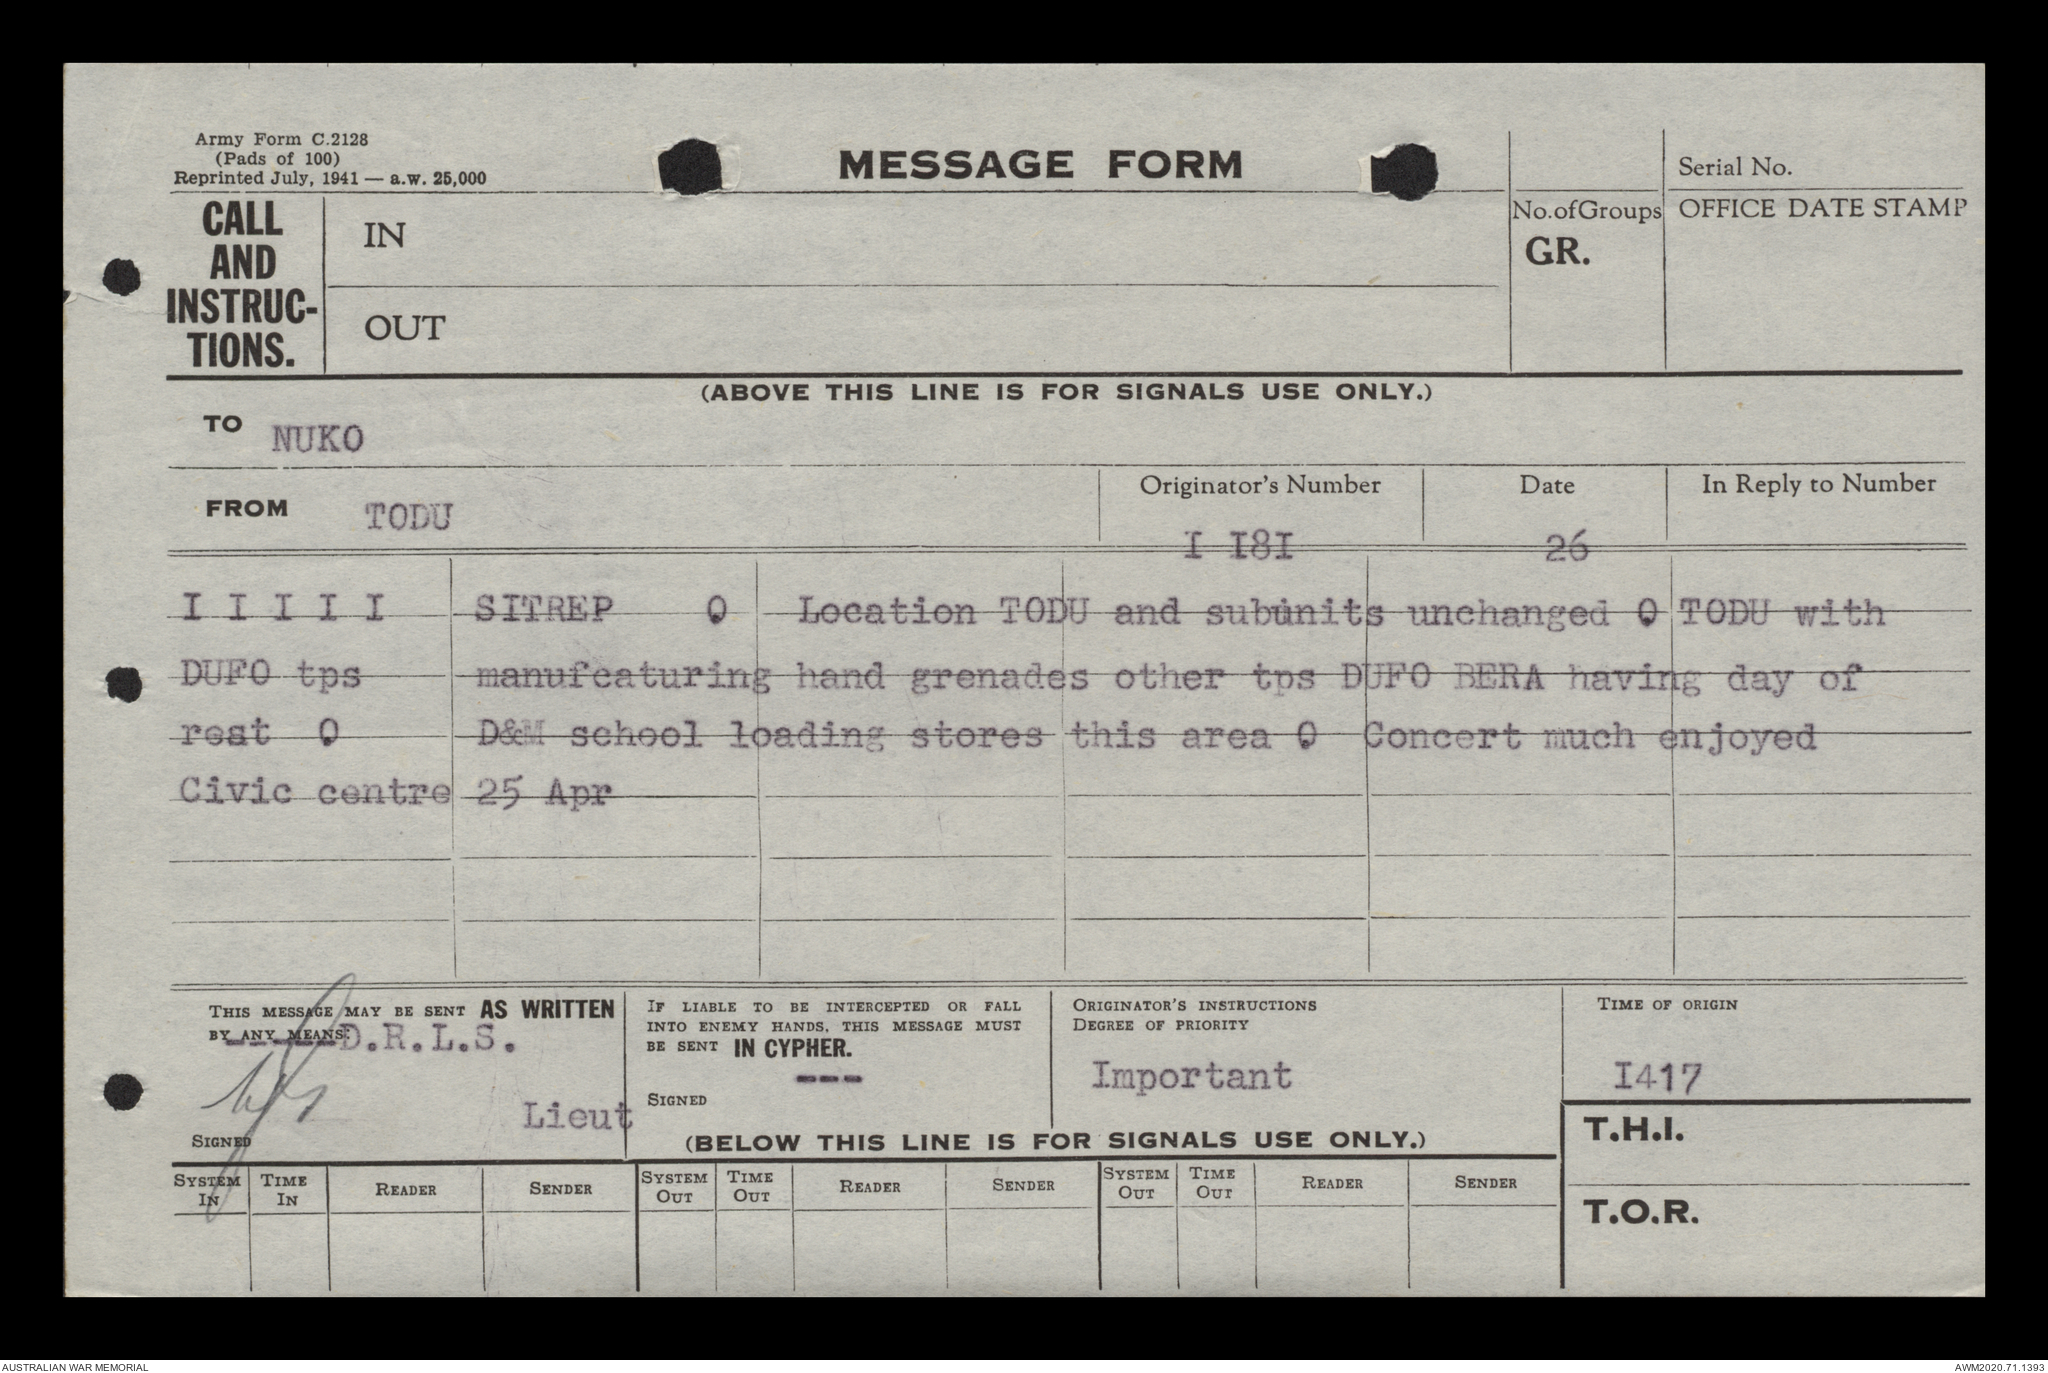 Army Form C.2128
(Pads of 100)
Reprinted July, 1941 — a.w. 25,000
MESSAGE FORM
Serial No.
CALL
AND
INSTRUC-
TIONS.
IN
OUT
No. of Groups
GR.
OFFICE DATE STAMP
(ABOVE THIS LINE IS FOR SIGNALS USE ONLY.)
TO NUKO
FROM TODU
Originator's Number
I I8I
Date
26
In Reply to Number
I I I I I SITREP O Location TODU and subunits unchanged O TODU with
DUFO tps manufcaturing hand grenades other tps DUFO BERA having day of
rest O D&M school loading stores this area O Concert much enjoyed
Civic centre 25 Apr
THIS MESSAGE MAY BE SENT AS WRITTEN
BY ANY MEANS: D.R.L.S.
Lieut
SIGNED
IF LIABLE TO BE INTERCEPTED OR FALL
INTO ENEMY HANDS, THIS MESSAGE MUST
BE SENT IN CYPHER.
---
SIGNED
ORIGINATOR'S INSTRUCTIONS
DEGREE OF PRIORITY
Important
TIME OF ORIGIN
I417
(BELOW THIS LINE IS FOR SIGNALS USE ONLY.)
T.H.I.
T.O.R.
SYSTEM IN
TIME IN
READER
SENDER
SYSTEM OUT
TIME OUT
READER
SENDER
SYSTEM OUT
TIME OUT
READER
SENDER
AUSTRALIAN WAR MEMORIAL
AWM2020.71.1393